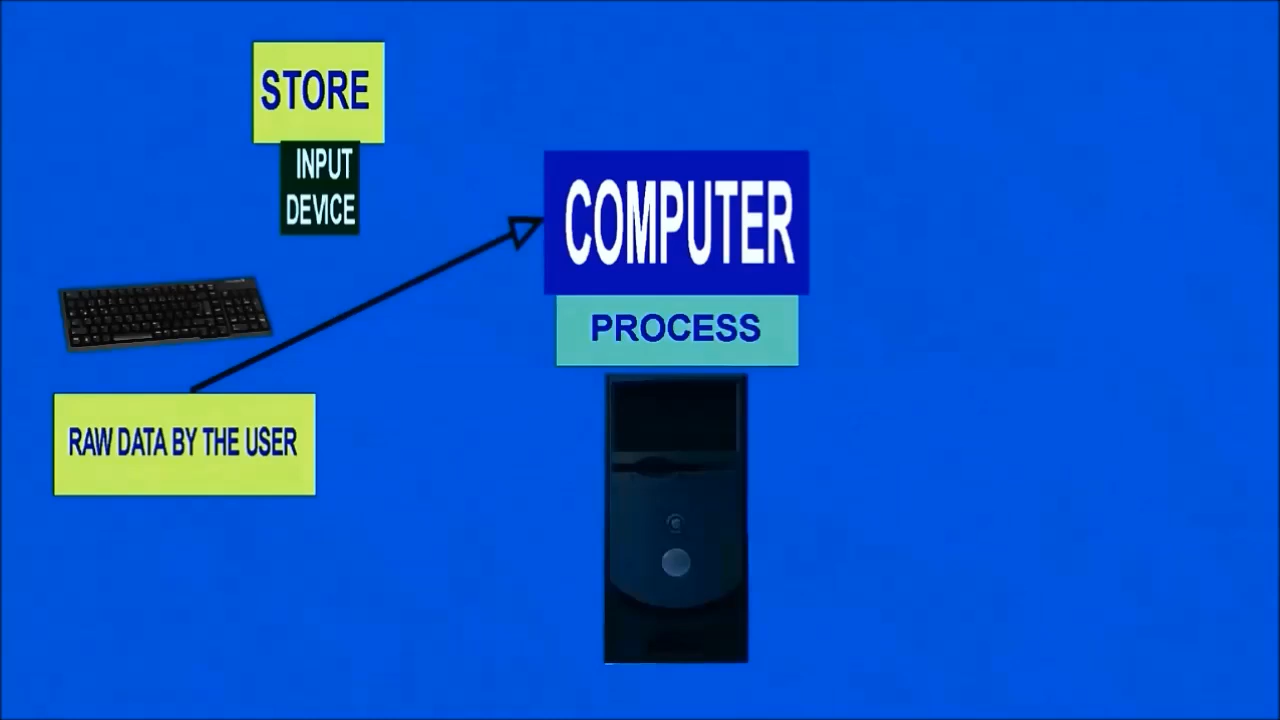 STORE
INPUT
DEVICE
COMPUTER
PROCESS
RAW DATA BY THE USER